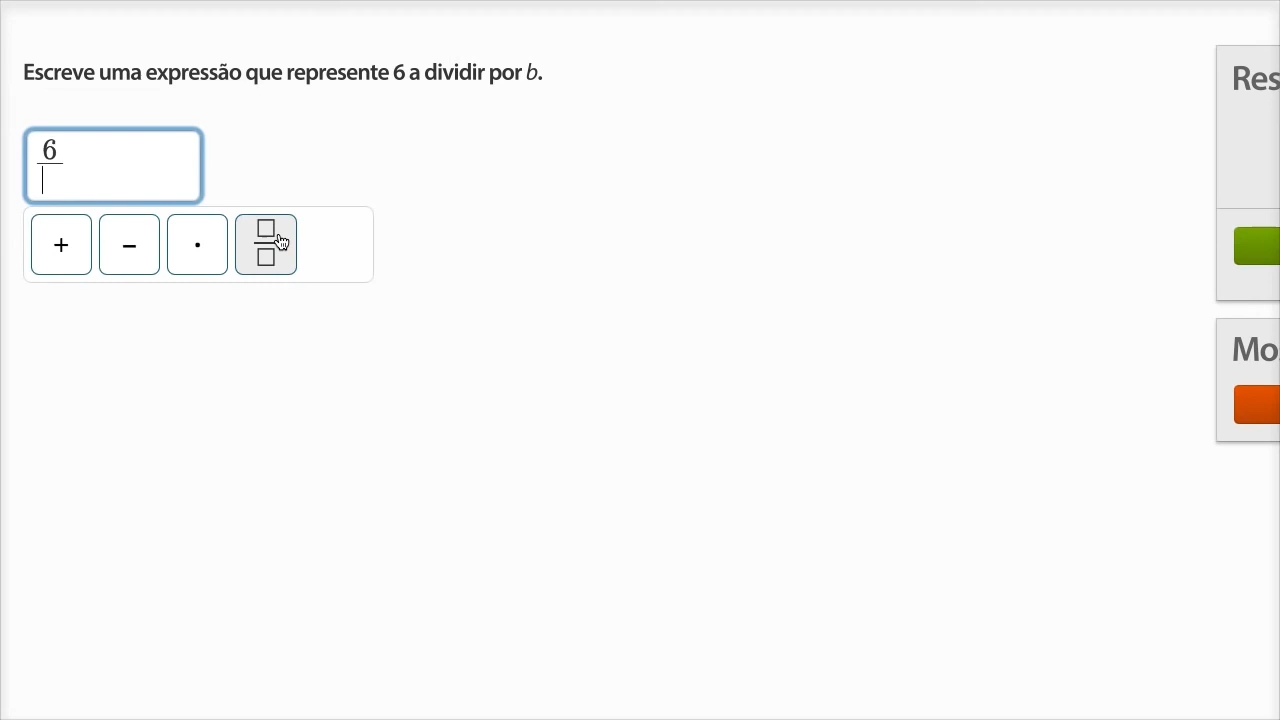 Escreve uma expressão que represente 6 a dividir por b.
Res
6
+ − ·
Mo